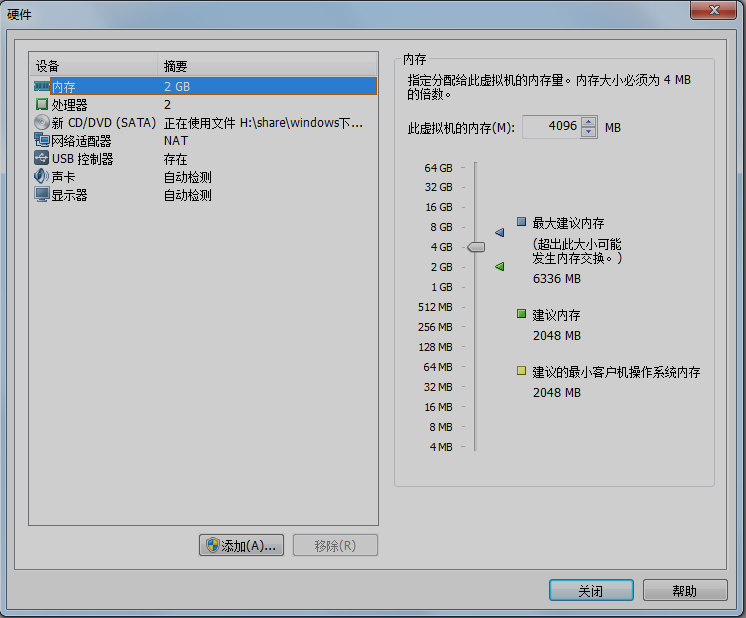 硬件
设备 摘要
内存 2 GB
处理器 2
新 CD/DVD (SATA) 正在使用文件 H:\share\windows下...
网络适配器 NAT
USB 控制器 存在
声卡 自动检测
显示器 自动检测
添加(A)...
移除(R)
内存
指定分配给此虚拟机的内存量。内存大小必须为 4 MB
的倍数。
此虚拟机的内存(M): 4096 MB
64 GB
32 GB
16 GB
8 GB
4 GB
2 GB
1 GB
512 MB
256 MB
128 MB
64 MB
32 MB
16 MB
8 MB
4 MB
最大建议内存
(超出此大小可能
发生内存交换。)
6336 MB
建议内存
2048 MB
建议的最小客户机操作系统内存
2048 MB
关闭
帮助